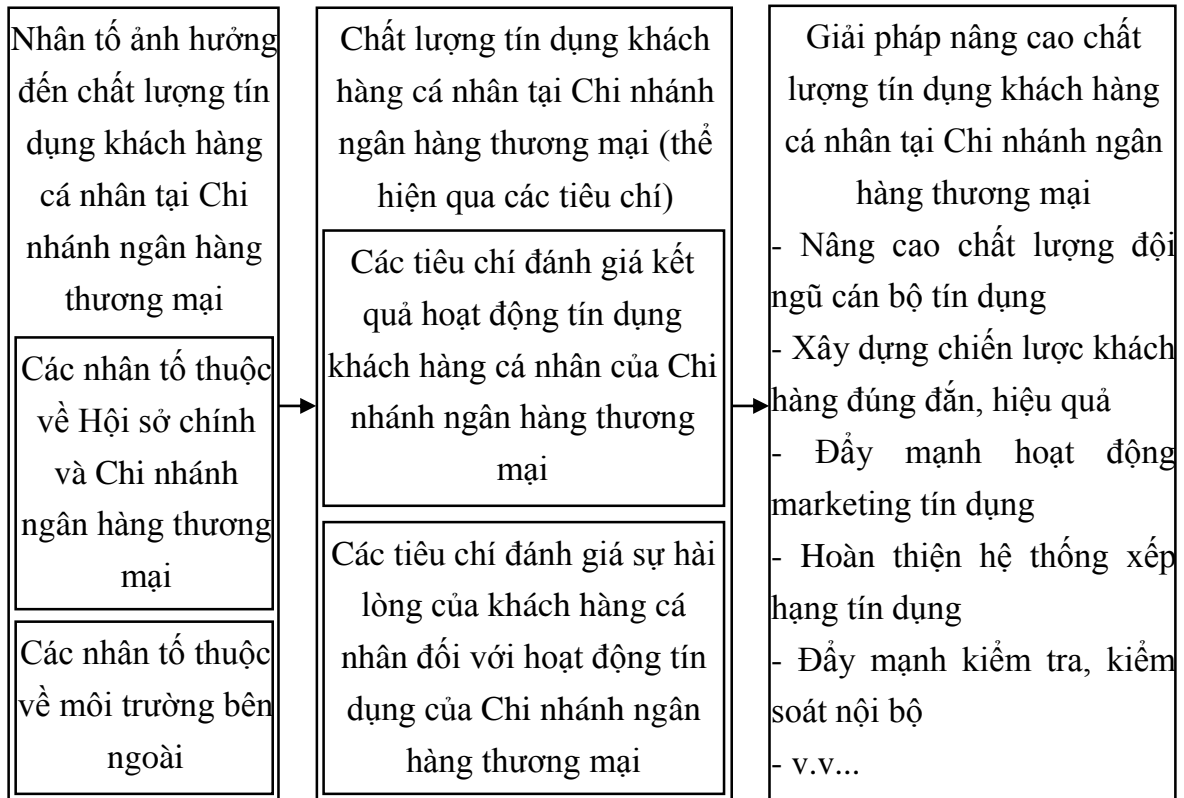 Nhân tố ảnh hưởng
đến chất lượng tín
dụng khách hàng
cá nhân tại Chi
nhánh ngân hàng
thương mại
Các nhân tố thuộc
về Hội sở chính
và Chi nhánh
ngân hàng thương
mại
Các nhân tố thuộc
về môi trường bên
ngoài
Chất lượng tín dụng khách
hàng cá nhân tại Chi nhánh
ngân hàng thương mại (thể
hiện qua các tiêu chí)
Các tiêu chí đánh giá kết
quả hoạt động tín dụng
khách hàng cá nhân của Chi
nhánh ngân hàng thương
mại
Các tiêu chí đánh giá sự hài
lòng của khách hàng cá
nhân đối với hoạt động tín
dụng của Chi nhánh ngân
hàng thương mại
Giải pháp nâng cao chất
lượng tín dụng khách hàng
cá nhân tại Chi nhánh ngân
hàng thương mại
- Nâng cao chất lượng đội
ngũ cán bộ tín dụng
- Xây dựng chiến lược khách
hàng đúng đắn, hiệu quả
- Đẩy mạnh hoạt động
marketing tín dụng
- Hoàn thiện hệ thống xếp
hạng tín dụng
- Đẩy mạnh kiểm tra, kiểm
soát nội bộ
- v.v...